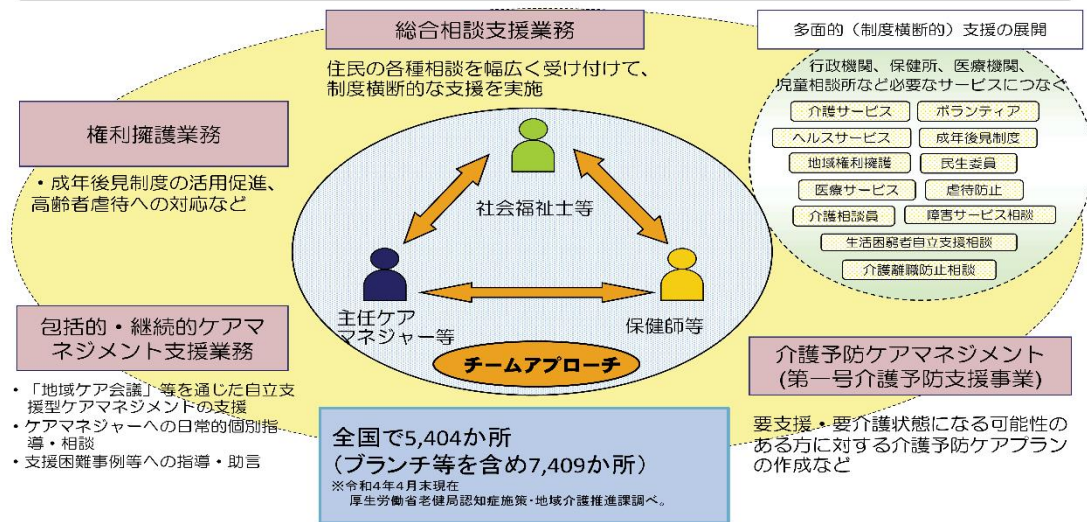 総合相談支援業務
住民の各種相談を幅広く受け付けて、
制度横断的な支援を実施
多面的（制度横断的）支援の展開
行政機関、保健所、医療機関、
児童相談所など必要なサービスにつなぐ
介護サービス
ボランティア
ヘルスサービス
成年後見制度
地域権利擁護
民生委員
医療サービス
虐待防止
介護相談員
障害サービス相談
生活困窮者自立支援相談
介護離職防止相談
権利擁護業務
・成年後見制度の活用促進、
高齢者虐待への対応など
社会福祉士等
主任ケア
マネジャー等
保健師等
チームアプローチ
包括的・継続的ケアマ
ネジメント支援業務
・「地域ケア会議」等を通じた自立支
援型ケアマネジメントの支援
・ケアマネジャーへの日常的個別指
導・相談
・支援困難事例等への指導・助言
全国で5,404か所
（ブランチ等を含め7,409か所）
※令和4年4月末現在
厚生労働省老健局認知症施策・地域介護推進課調べ。
介護予防ケアマネジメント
(第一号介護予防支援事業)
要支援・要介護状態になる可能性の
ある方に対する介護予防ケアプラン
の作成など